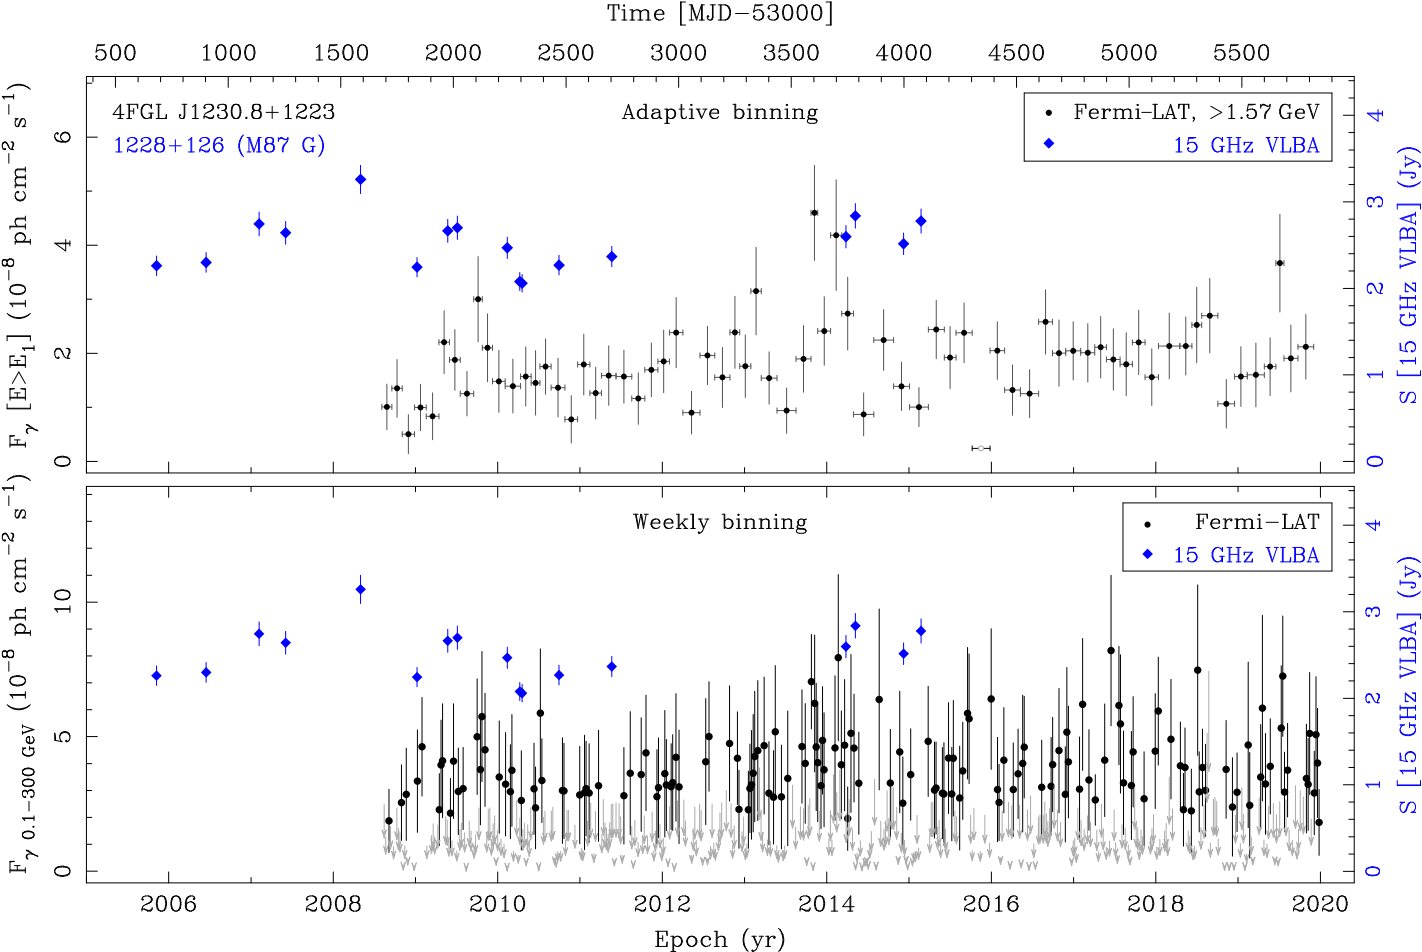 Time [MJD−53000]
500 1000 1500 2000 2500 3000 3500 4000 4500 5000 5500
4FGL J1230.8+1223
1228+126 (M87 G)
Adaptive binning
Fermi−LAT, >1.57 GeV
15 GHz VLBA
F_γ [E>E_1] (10^−8 ph cm^−2 s^−1)
6
4
2
0
S [15 GHz VLBA] (Jy)
4
3
2
1
0
Weekly binning
Fermi−LAT
15 GHz VLBA
F_γ 0.1−300 GeV (10^−8 ph cm^−2 s^−1)
10
5
0
S [15 GHz VLBA] (Jy)
4
3
2
1
0
2006 2008 2010 2012 2014 2016 2018 2020
Epoch (yr)